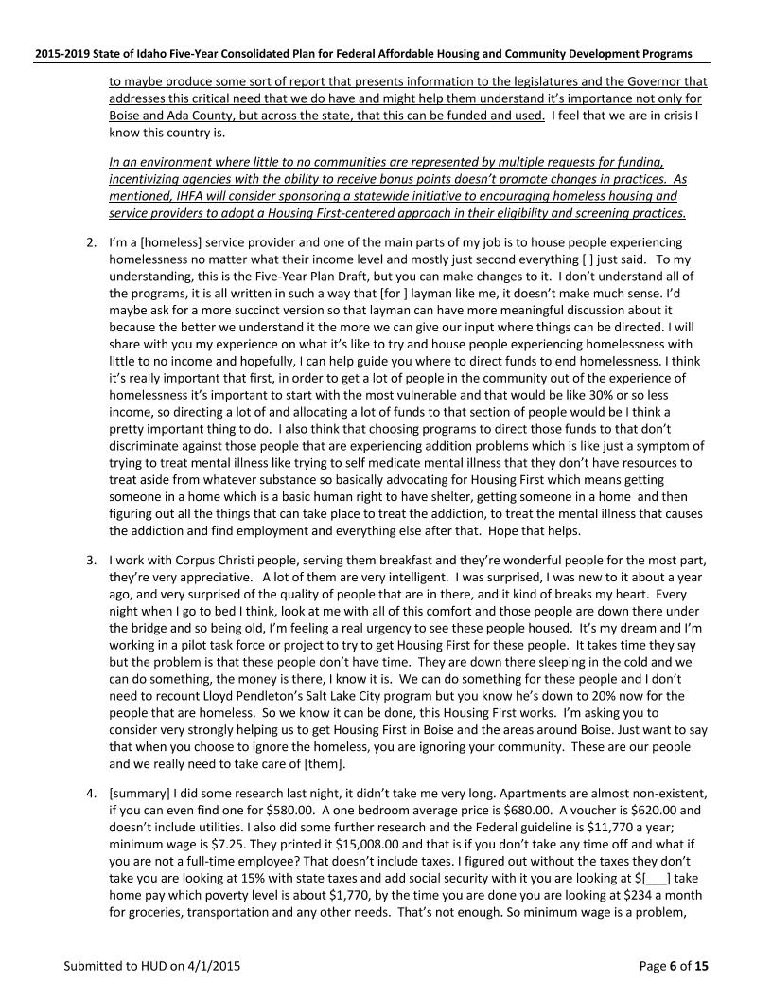 2015-2019 State of Idaho Five-Year Consolidated Plan for Federal Affordable Housing and Community Development Programs
to maybe produce some sort of report that presents information to the legislatures and the Governor that
addresses this critical need that we do have and might help them understand it’s importance not only for
Boise and Ada County, but across the state, that this can be funded and used.  I feel that we are in crisis I
know this country is.
In an environment where little to no communities are represented by multiple requests for funding,
incentivizing agencies with the ability to receive bonus points doesn’t promote changes in practices.  As
mentioned, IHFA will consider sponsoring a statewide initiative to encouraging homeless housing and
service providers to adopt a Housing First-centered approach in their eligibility and screening practices.
2. I’m a [homeless] service provider and one of the main parts of my job is to house people experiencing
homelessness no matter what their income level and mostly just second everything [ ] just said.   To my
understanding, this is the Five-Year Plan Draft, but you can make changes to it.  I don’t understand all of
the programs, it is all written in such a way that [for ] layman like me, it doesn’t make much sense. I’d
maybe ask for a more succinct version so that layman can have more meaningful discussion about it
because the better we understand it the more we can give our input where things can be directed. I will
share with you my experience on what it’s like to try and house people experiencing homelessness with
little to no income and hopefully, I can help guide you where to direct funds to end homelessness. I think
it’s really important that first, in order to get a lot of people in the community out of the experience of
homelessness it’s important to start with the most vulnerable and that would be like 30% or so less
income, so directing a lot of and allocating a lot of funds to that section of people would be I think a
pretty important thing to do.  I also think that choosing programs to direct those funds to that don’t
discriminate against those people that are experiencing addition problems which is like just a symptom of
trying to treat mental illness like trying to self medicate mental illness that they don’t have resources to
treat aside from whatever substance so basically advocating for Housing First which means getting
someone in a home which is a basic human right to have shelter, getting someone in a home  and then
figuring out all the things that can take place to treat the addiction, to treat the mental illness that causes
the addiction and find employment and everything else after that.  Hope that helps.
3. I work with Corpus Christi people, serving them breakfast and they’re wonderful people for the most part,
they’re very appreciative.   A lot of them are very intelligent.  I was surprised, I was new to it about a year
ago, and very surprised of the quality of people that are in there, and it kind of breaks my heart.  Every
night when I go to bed I think, look at me with all of this comfort and those people are down there under
the bridge and so being old, I’m feeling a real urgency to see these people housed.  It’s my dream and I’m
working in a pilot task force or project to try to get Housing First for these people.  It takes time they say
but the problem is that these people don’t have time.  They are down there sleeping in the cold and we
can do something, the money is there, I know it is.  We can do something for these people and I don’t
need to recount Lloyd Pendleton’s Salt Lake City program but you know he’s down to 20% now for the
people that are homeless.  So we know it can be done, this Housing First works.  I’m asking you to
consider very strongly helping us to get Housing First in Boise and the areas around Boise. Just want to say
that when you choose to ignore the homeless, you are ignoring your community.  These are our people
and we really need to take care of [them].
4. [summary] I did some research last night, it didn’t take me very long. Apartments are almost non-existent,
if you can even find one for $580.00.  A one bedroom average price is $680.00.  A voucher is $620.00 and
doesn’t include utilities. I also did some further research and the Federal guideline is $11,770 a year;
minimum wage is $7.25. They printed it $15,008.00 and that is if you don’t take any time off and what if
you are not a full-time employee? That doesn’t include taxes. I figured out without the taxes they don’t
take you are looking at 15% with state taxes and add social security with it you are looking at $[___] take
home pay which poverty level is about $1,770, by the time you are done you are looking at $234 a month
for groceries, transportation and any other needs.  That’s not enough. So minimum wage is a problem,
Submitted to HUD on 4/1/2015
Page 6 of 15